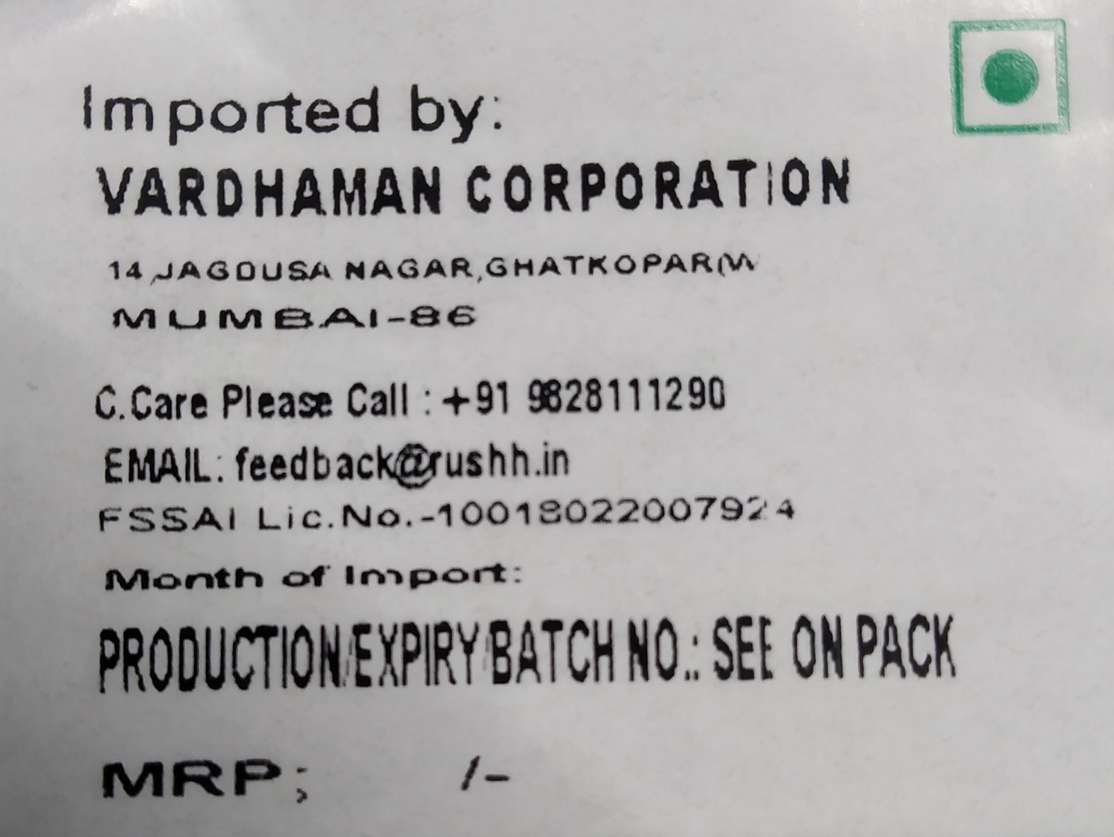 Imported by:
VARDHAMAN CORPORATION
14,JAGDUSA NAGAR,GHATKOPAR(W
MUMBAI-86
C.Care Please Call : +91 9828111290
EMAIL: feedback@rushh.in
FSSAI Lic.No.-10018022007924
Month of Import:
PRODUCTION/EXPIRY/BATCH NO.: SEE ON PACK
MRP; /-